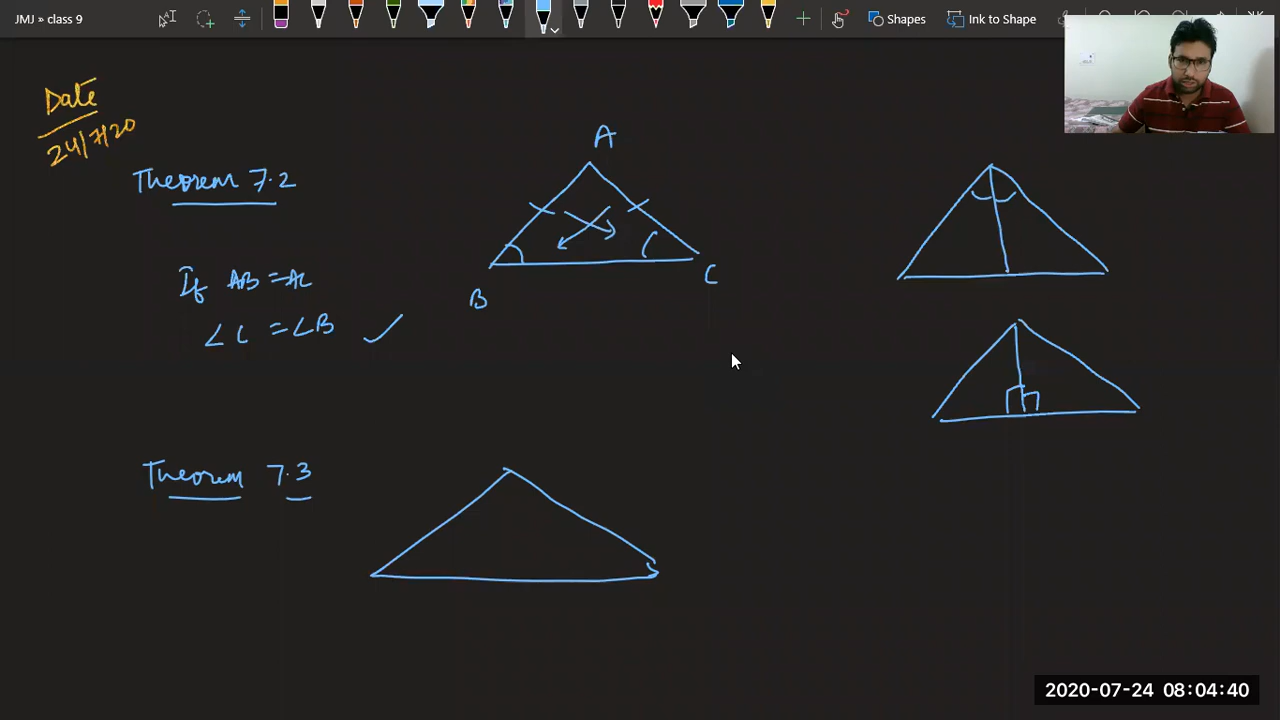 JMJ » class 9
Shapes
Ink to Shape
Date
24/7/20
Theorem 7.2
If AB = AC
∠C = ∠B ✓
A
B
C
Theorem 7.3
2020-07-24 08:04:40